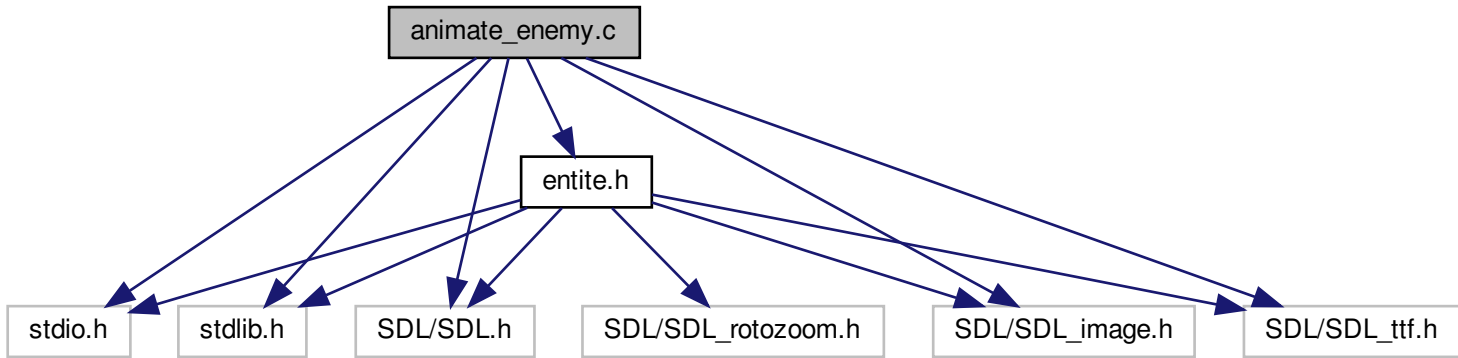 animate_enemy.c
entite.h
stdio.h
stdlib.h
SDL/SDL.h
SDL/SDL_rotozoom.h
SDL/SDL_image.h
SDL/SDL_ttf.h